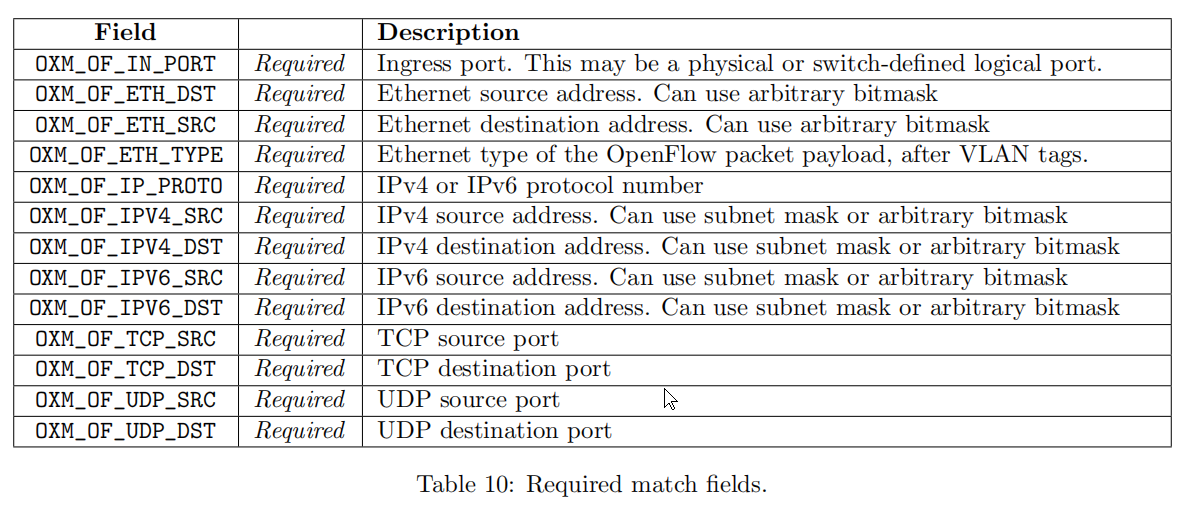 Field Description
OXM_OF_IN_PORT Required Ingress port. This may be a physical or switch-defined logical port.
OXM_OF_ETH_DST Required Ethernet source address. Can use arbitrary bitmask
OXM_OF_ETH_SRC Required Ethernet destination address. Can use arbitrary bitmask
OXM_OF_ETH_TYPE Required Ethernet type of the OpenFlow packet payload, after VLAN tags.
OXM_OF_IP_PROTO Required IPv4 or IPv6 protocol number
OXM_OF_IPV4_SRC Required IPv4 source address. Can use subnet mask or arbitrary bitmask
OXM_OF_IPV4_DST Required IPv4 destination address. Can use subnet mask or arbitrary bitmask
OXM_OF_IPV6_SRC Required IPv6 source address. Can use subnet mask or arbitrary bitmask
OXM_OF_IPV6_DST Required IPv6 destination address. Can use subnet mask or arbitrary bitmask
OXM_OF_TCP_SRC Required TCP source port
OXM_OF_TCP_DST Required TCP destination port
OXM_OF_UDP_SRC Required UDP source port
OXM_OF_UDP_DST Required UDP destination port
Table 10: Required match fields.